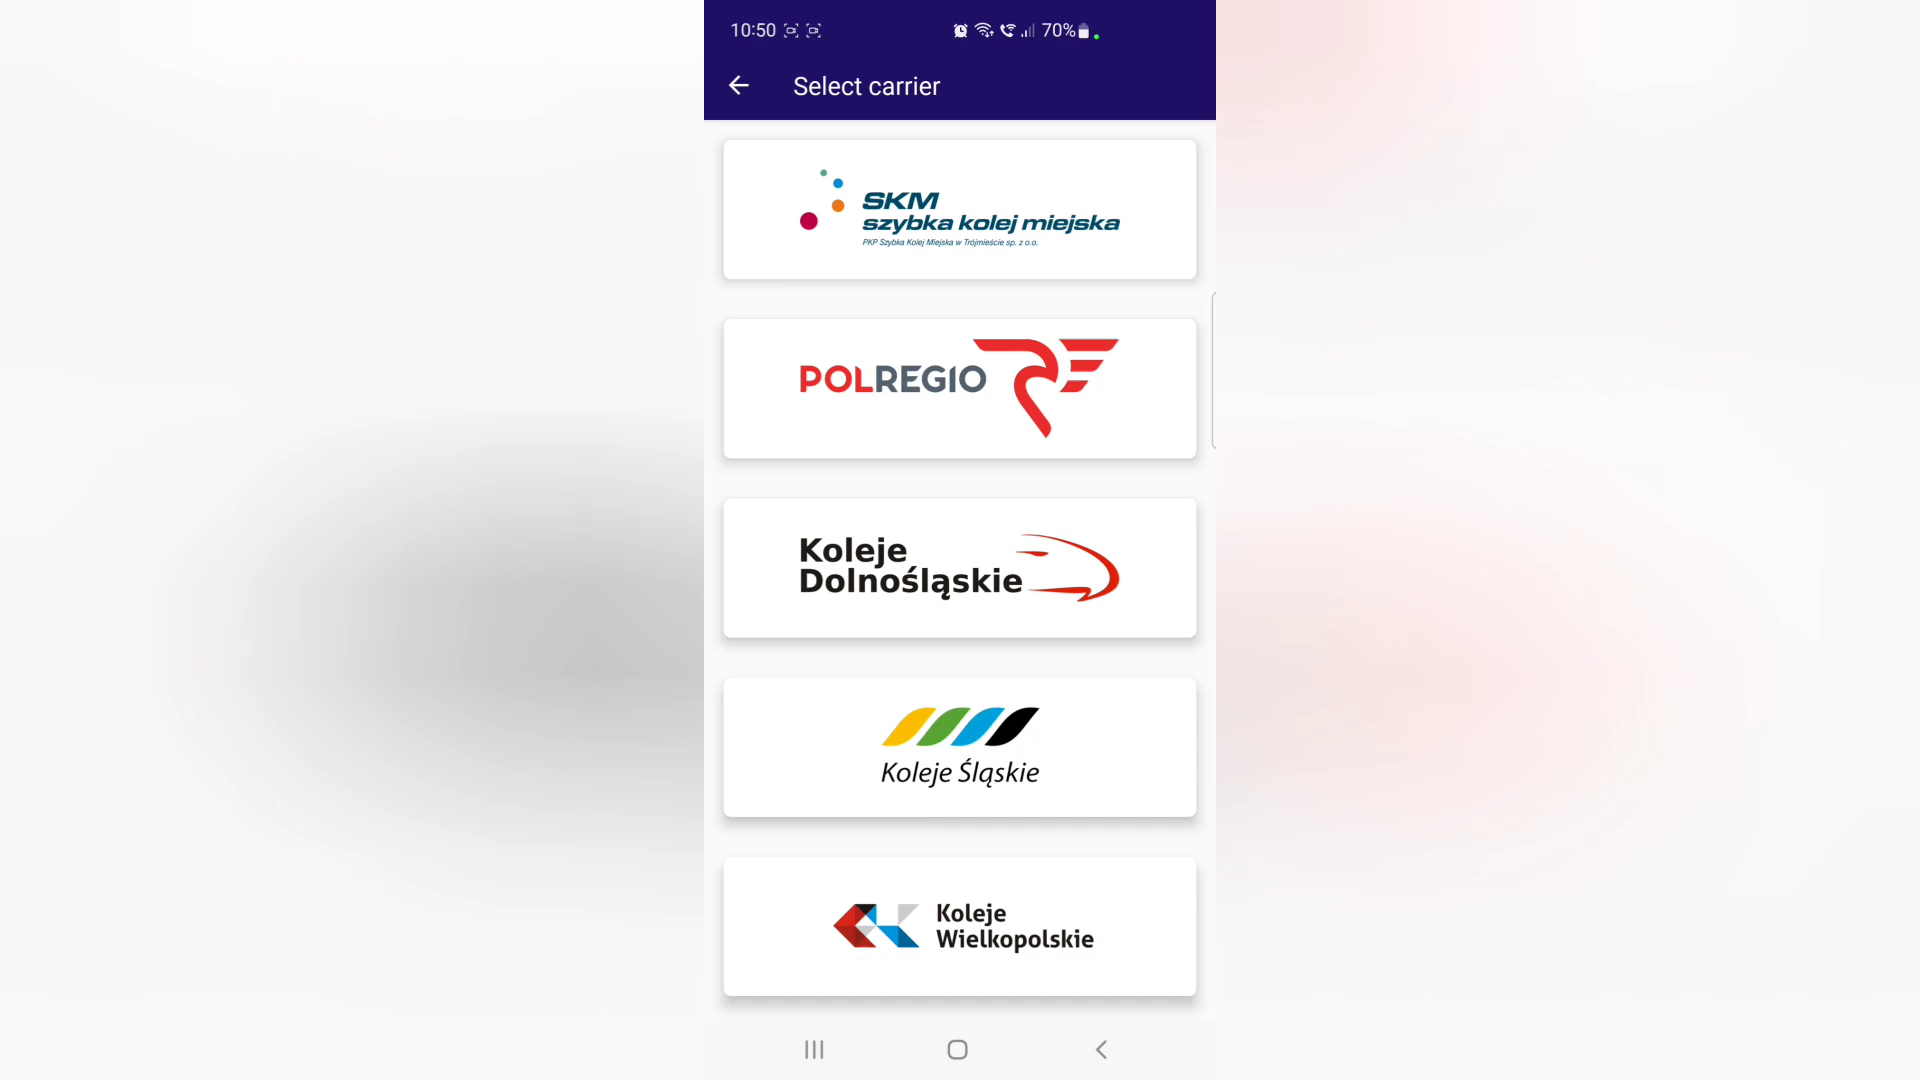 10:50
70%
Select carrier
SKM
szybka kolej miejska
PKP Szybka Kolej Miejska w Trójmieście sp. z o.o.
POLREGIO
Koleje
Dolnośląskie
Koleje Śląskie
Koleje
Wielkopolskie